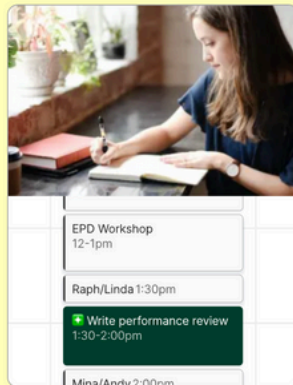 EPD Workshop
12-1pm
Raph/Linda 1:30pm
Write performance review
1:30-2:00pm
Mina/Andy 2:00pm